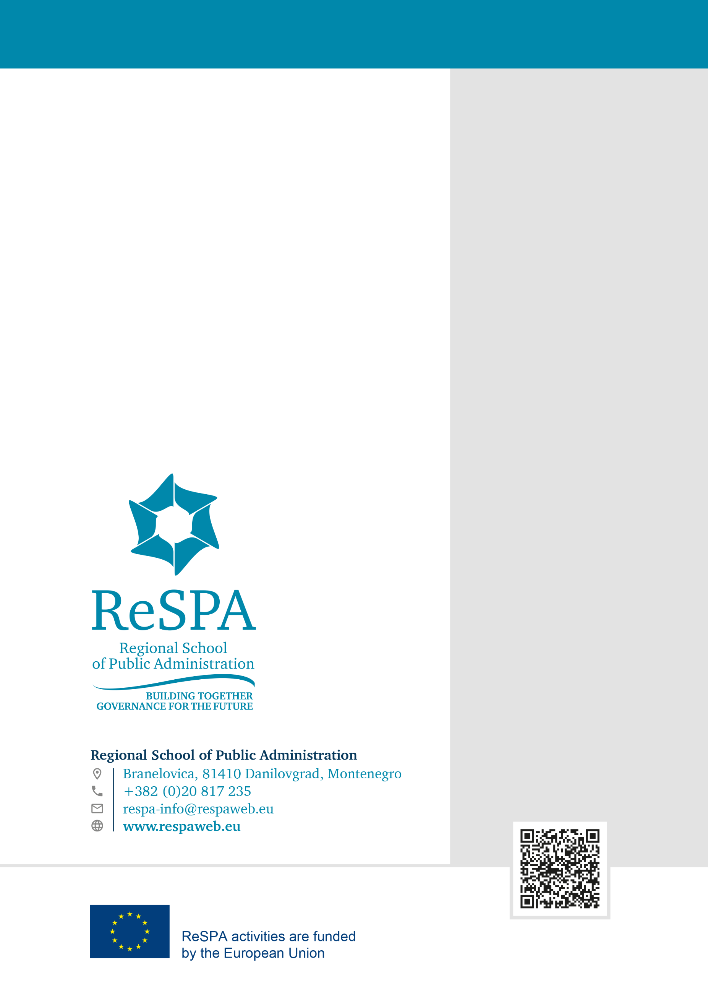 ReSPA
Regional School
of Public Administration
BUILDING TOGETHER
GOVERNANCE FOR THE FUTURE
Regional School of Public Administration
Branelovica, 81410 Danilovgrad, Montenegro
+382 (0)20 817 235
respa-info@respaweb.eu
www.respaweb.eu
ReSPA activities are funded
by the European Union